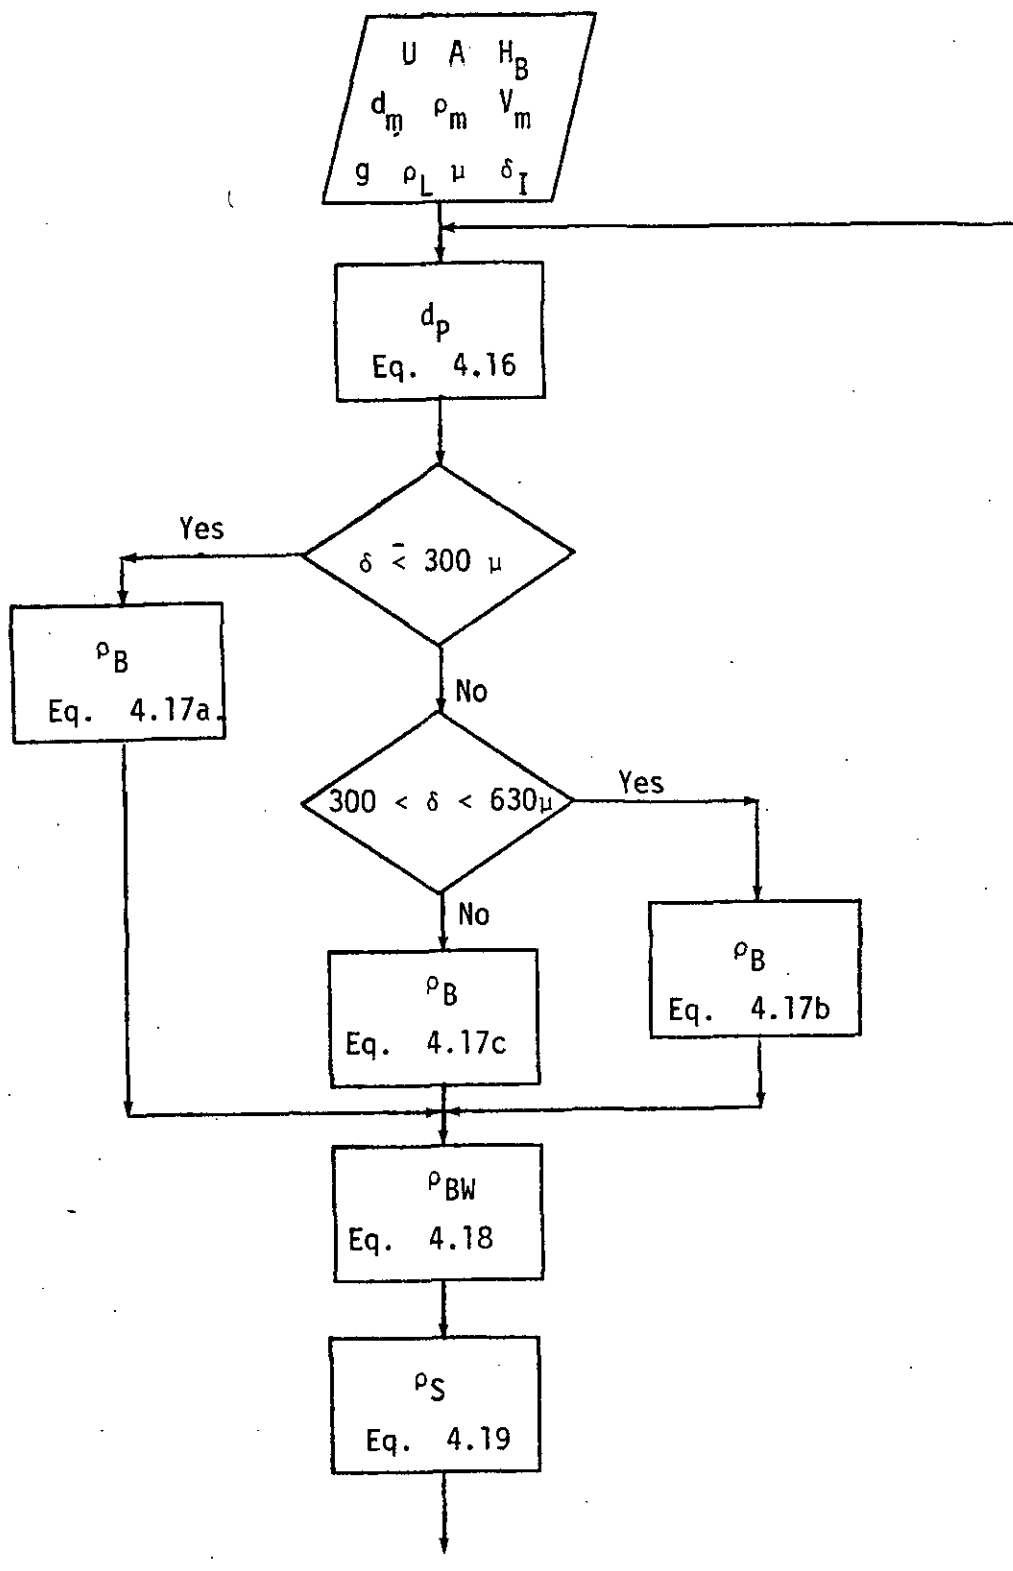 U A H_B
d_m ρ_m V_m
g ρ_L μ δ_I
d_p
Eq. 4.16
Yes
δ ≤ 300 μ
ρ_B
Eq. 4.17a.
No
300 < δ < 630μ
Yes
No
ρ_B
Eq. 4.17b
ρ_B
Eq. 4.17c
ρ_BW
Eq. 4.18
ρ_S
Eq. 4.19